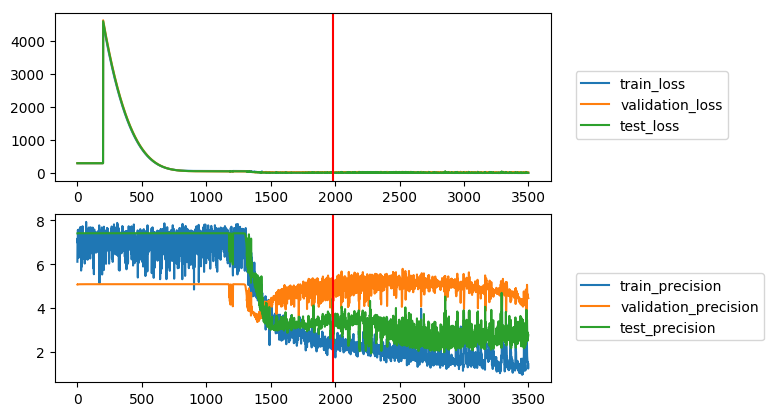 4000
3000
2000
1000
0
0 500 1000 1500 2000 2500 3000 3500
train_loss
validation_loss
test_loss
8
6
4
2
0 500 1000 1500 2000 2500 3000 3500
train_precision
validation_precision
test_precision